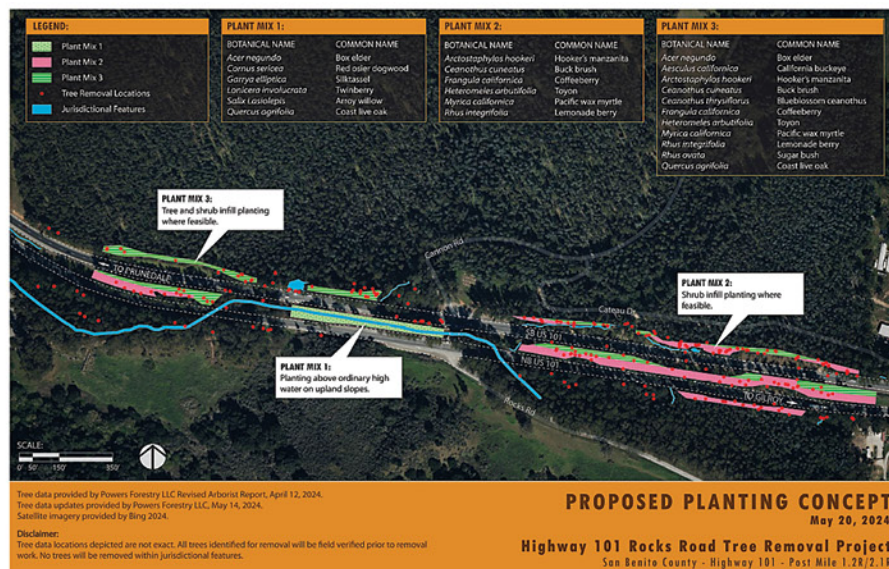 LEGEND:
Plant Mix 1
Plant Mix 2
Plant Mix 3
Tree Removal Locations
Jurisdictional Features
PLANT MIX 1:
BOTANICAL NAME COMMON NAME
Acer negundo Box elder
Cornus sericea Red osier dogwood
Garrya elliptica Silktassel
Lonicera involucrata Twinberry
Salix Lasiolepis Arroy willow
Quercus agrifolia Coast live oak
PLANT MIX 2:
BOTANICAL NAME COMMON NAME
Arctostaphylos hookeri Hooker's manzanita
Ceanothus cuneatus Buck brush
Frangula californica Coffeeberry
Heteromeles arbutifolia Toyon
Myrica californica Pacific wax myrtle
Rhus integrifolia Lemonade berry
PLANT MIX 3:
BOTANICAL NAME COMMON NAME
Acer negundo Box elder
Aesculus californica California buckeye
Arctostaphylos hookeri Hooker's manzanita
Ceanothus cuneatus Buck brush
Ceanothus thrysiflorus Blueblossom ceanothus
Frangula californica Coffeeberry
Heteromeles arbutifolia Toyon
Myrica californica Pacific wax myrtle
Rhus integrifolia Lemonade berry
Rhus ovata Sugar bush
Quercus agrifolia Coast live oak
PLANT MIX 3:
Tree and shrub infill planting
where feasible.
Gannon Rd
TO PRUNEDALE
PLANT MIX 2:
Shrub infill planting where
feasible.
Cateau Dr
SB US 101
NB US 101
PLANT MIX 1:
Planting above ordinary high
water on upland slopes.
TO GILROY
Rocks Rd
SCALE:
0' 50' 150' 350'
Tree data provided by Powers Forestry LLC Revised Arborist Report, April 12, 2024.
Tree data updates provided by Powers Forestry LLC, May 14, 2024.
Satellite imagery provided by Bing 2024.
Disclaimer:
Tree data locations depicted are not exact. All trees identified for removal will be field verified prior to removal
work. No trees will be removed within jurisdictional features.
PROPOSED PLANTING CONCEPT
May 20, 2024
Highway 101 Rocks Road Tree Removal Project
San Benito County - Highway 101 - Post Mile 1.2R/2.1R